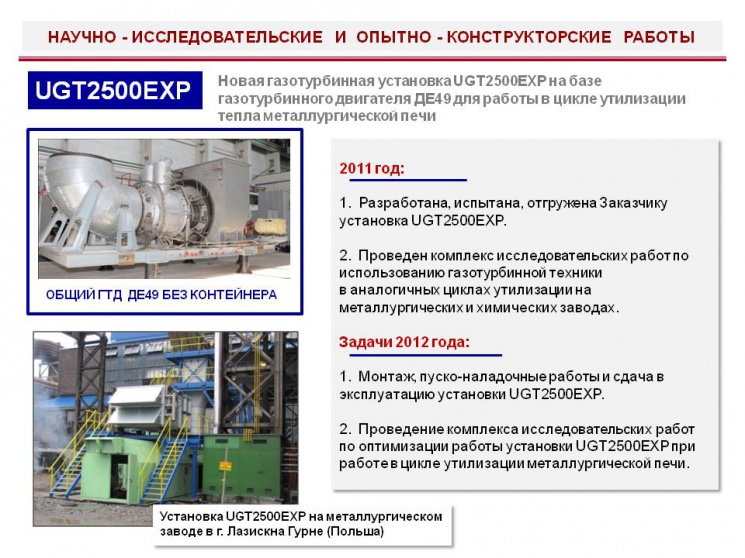 НАУЧНО - ИССЛЕДОВАТЕЛЬСКИЕ И ОПЫТНО - КОНСТРУКТОРСКИЕ РАБОТЫ
UGT2500EXP
Новая газотурбинная установка UGT2500EXP на базе
газотурбинного двигателя ДЕ49 для работы в цикле утилизации
тепла металлургической печи
ОБЩИЙ ГТД ДЕ49 БЕЗ КОНТЕЙНЕРА
2011 год:
1. Разработана, испытана, отгружена Заказчику
установка UGT2500EXP.
2. Проведен комплекс исследовательских работ по
использованию газотурбинной техники
в аналогичных циклах утилизации на
металлургических и химических заводах.
Задачи 2012 года:
1. Монтаж, пуско-наладочные работы и сдача в
эксплуатацию установки UGT2500EXP.
2. Проведение комплекса исследовательских работ
по оптимизации работы установки UGT2500EXP при
работе в цикле утилизации металлургической печи.
Установка UGT2500EXP на металлургическом
заводе в г. Лазискна Гурне (Польша)